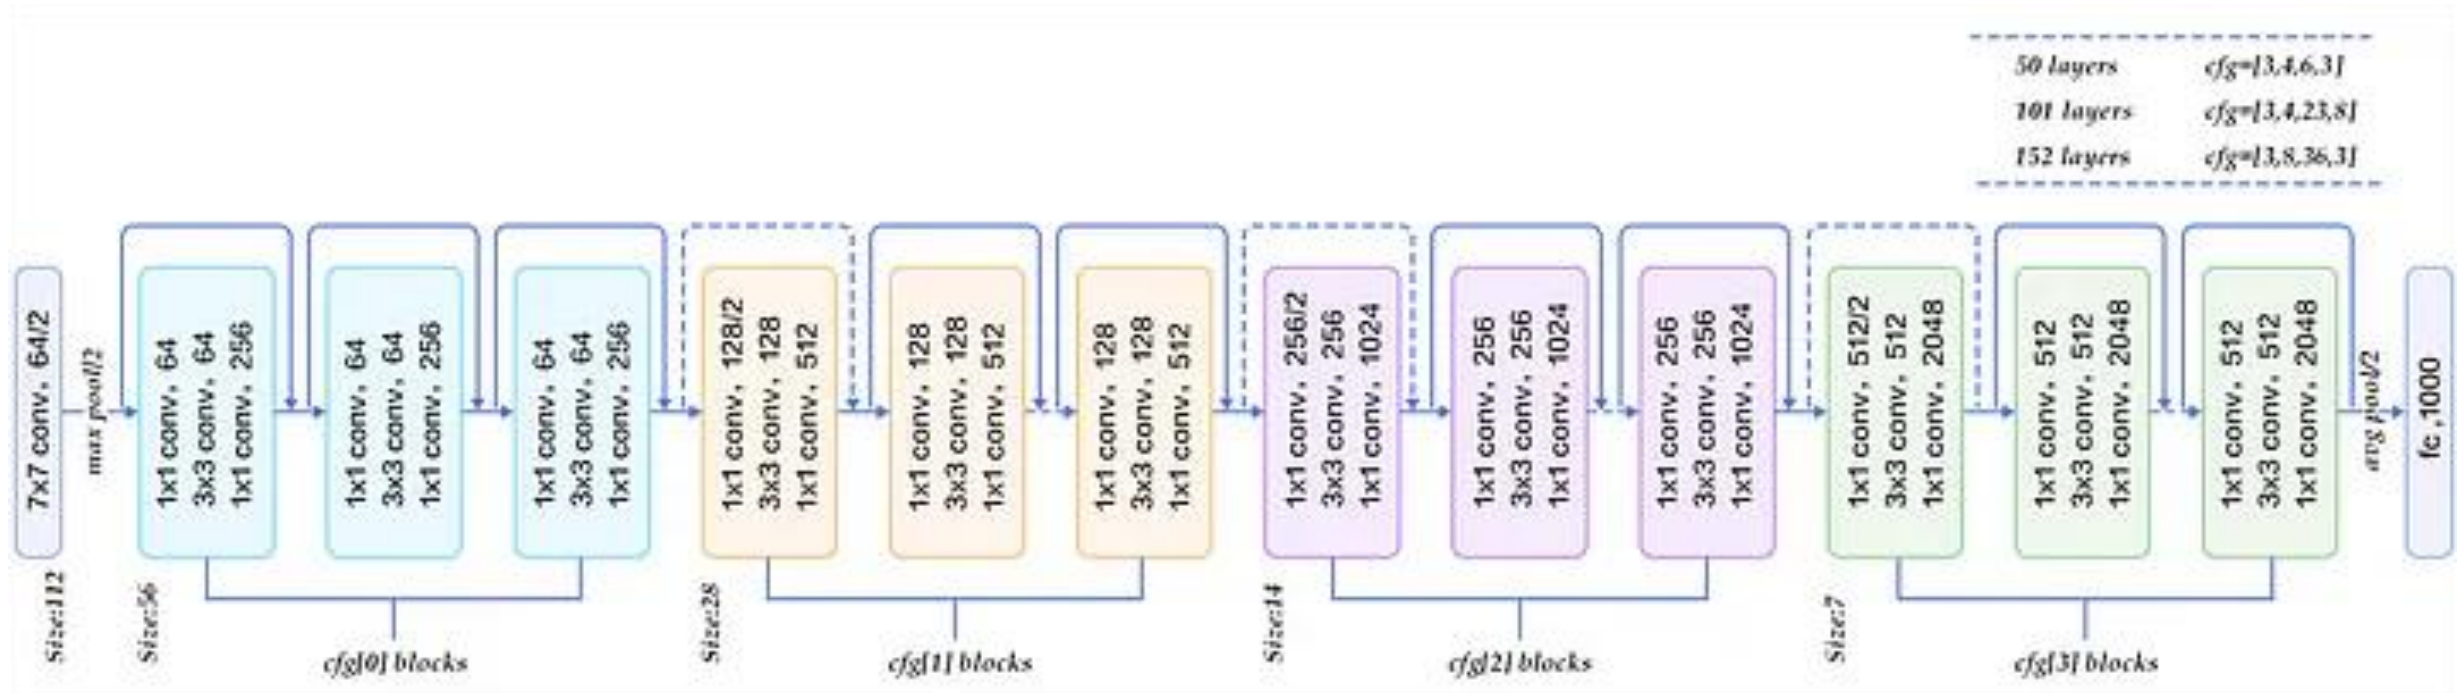 50 layers cfg=[3,4,6,3]
101 layers cfg=[3,4,23,8]
152 layers cfg=[3,8,36,3]
7x7 conv, 64/2
max pool/2
1x1 conv, 64
3x3 conv, 64
1x1 conv, 256
1x1 conv, 64
3x3 conv, 64
1x1 conv, 256
1x1 conv, 64
3x3 conv, 64
1x1 conv, 256
1x1 conv, 128/2
3x3 conv, 128
1x1 conv, 512
1x1 conv, 128
3x3 conv, 128
1x1 conv, 512
1x1 conv, 128
3x3 conv, 128
1x1 conv, 512
1x1 conv, 256/2
3x3 conv, 256
1x1 conv, 1024
1x1 conv, 256
3x3 conv, 256
1x1 conv, 1024
1x1 conv, 256
3x3 conv, 256
1x1 conv, 1024
1x1 conv, 512/2
3x3 conv, 512
1x1 conv, 2048
1x1 conv, 512
3x3 conv, 512
1x1 conv, 2048
1x1 conv, 512
3x3 conv, 512
1x1 conv, 2048
avg pool/2
fc ,1000
Size:112
Size:56
cfg[0] blocks
Size:28
cfg[1] blocks
Size:14
cfg[2] blocks
Size:7
cfg[3] blocks